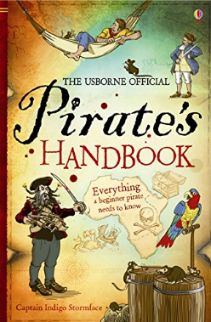 THE USBORNE OFFICIAL
Pirate's
HANDBOOK
Everything
a beginner pirate
needs to know
Captain Indigo Stormface